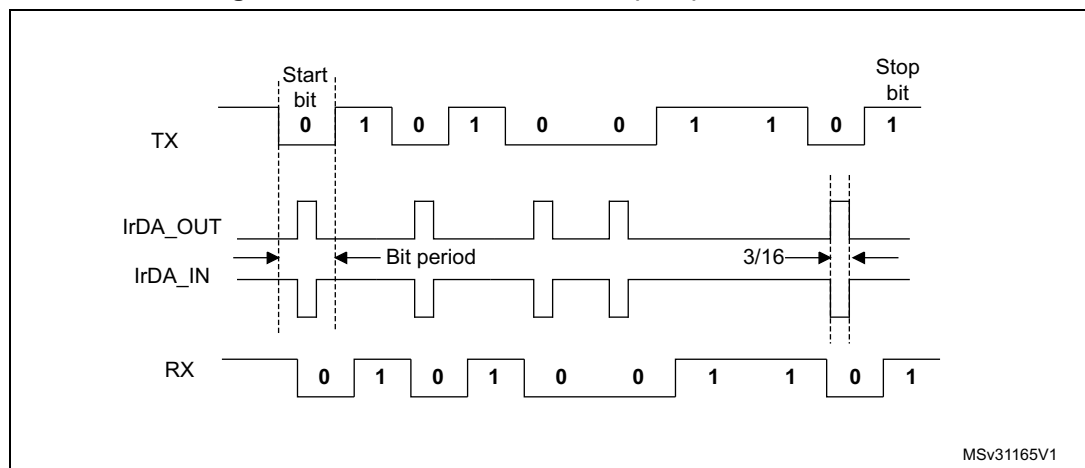 Start
bit
Stop
bit
TX
0 1 0 1 0 0 1 1 0 1
IrDA_OUT
Bit period
3/16
IrDA_IN
RX
0 1 0 1 0 0 1 1 0 1
MSv31165V1